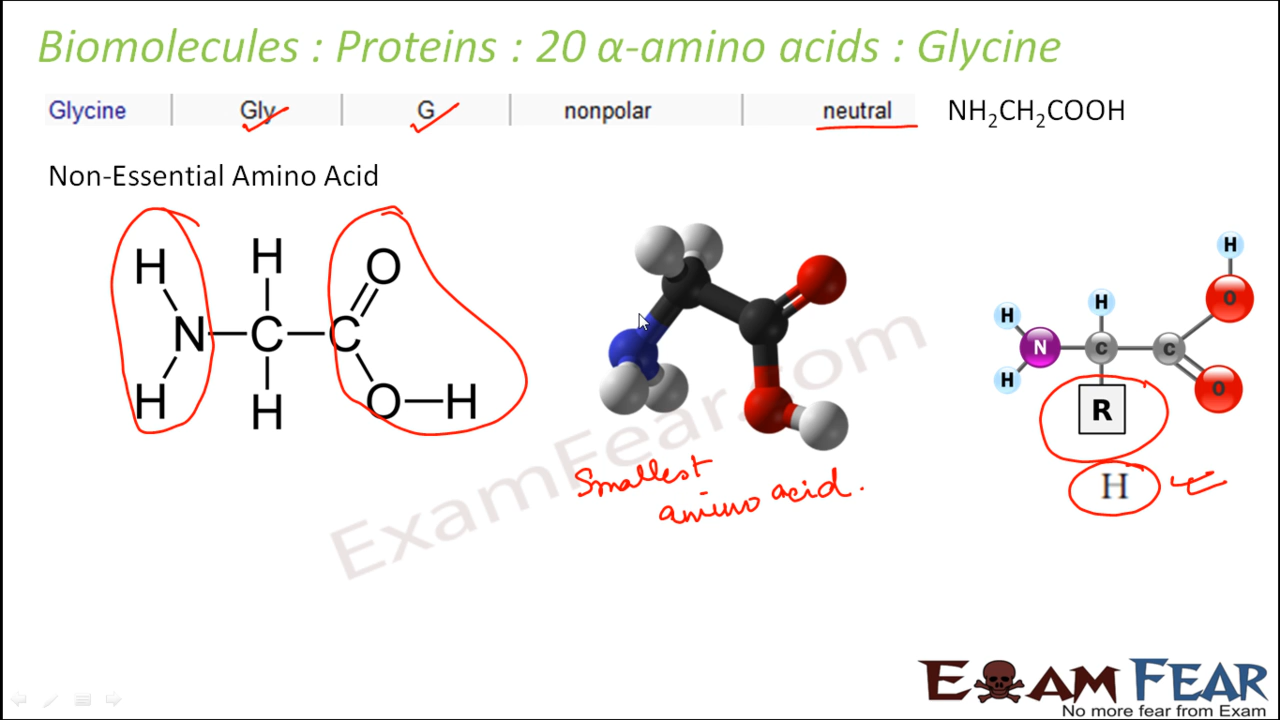 Biomolecules : Proteins : 20 α-amino acids : Glycine
Glycine Gly G nonpolar neutral NH₂CH₂COOH
Non-Essential Amino Acid
H H O
N C C
H H O H
H
H H O
N C C
H O
R
H
Smallest
amino acid.
ExamFear.com
EXAM FEAR
No more fear from Exam